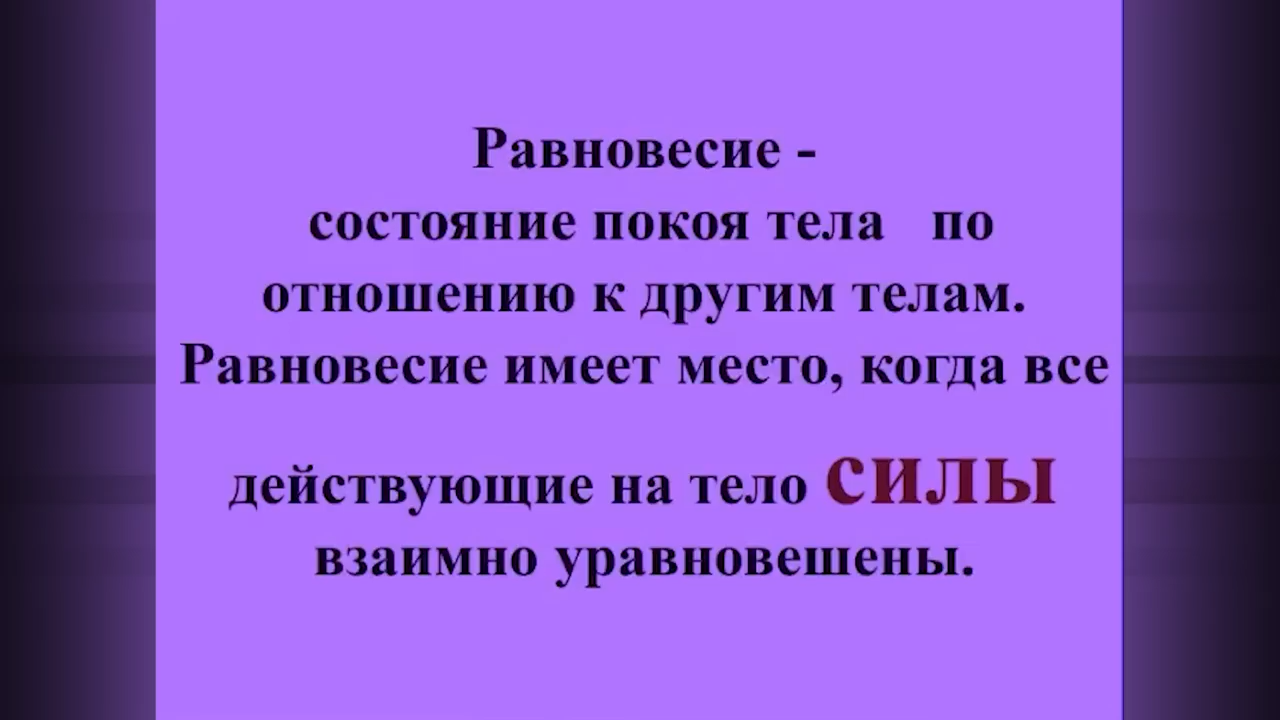 Равновесие -
состояние покоя тела по
отношению к другим телам.
Равновесие имеет место, когда все
действующие на тело силы
взаимно уравновешены.